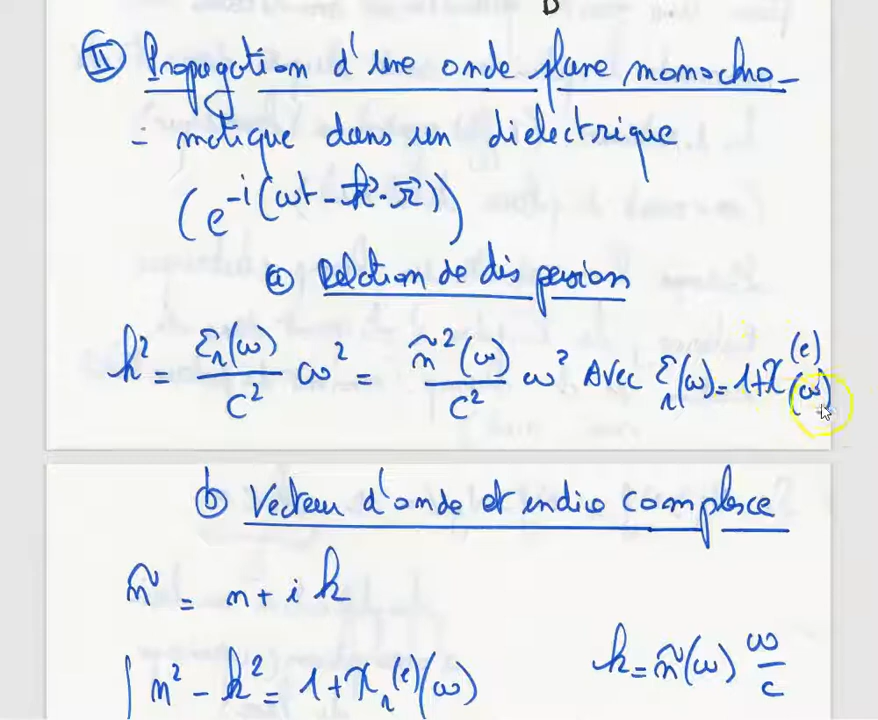 II Propagation d'une onde plane monochro-
- matique dans un dielectrique
(e^{-i(ωt - k⃗·r⃗)})
a) Relation de dispersion
k² = ε_r(ω)/c² ω² = ñ²(ω)/c² ω² Avec ε_r(ω) = 1+χ^{(e)}(ω)
b) Vecteur d'onde et indice complexe
ñ = n + i k
n² - k² = 1+χ_r^{(e)}(ω) k = ñ(ω) ω/c